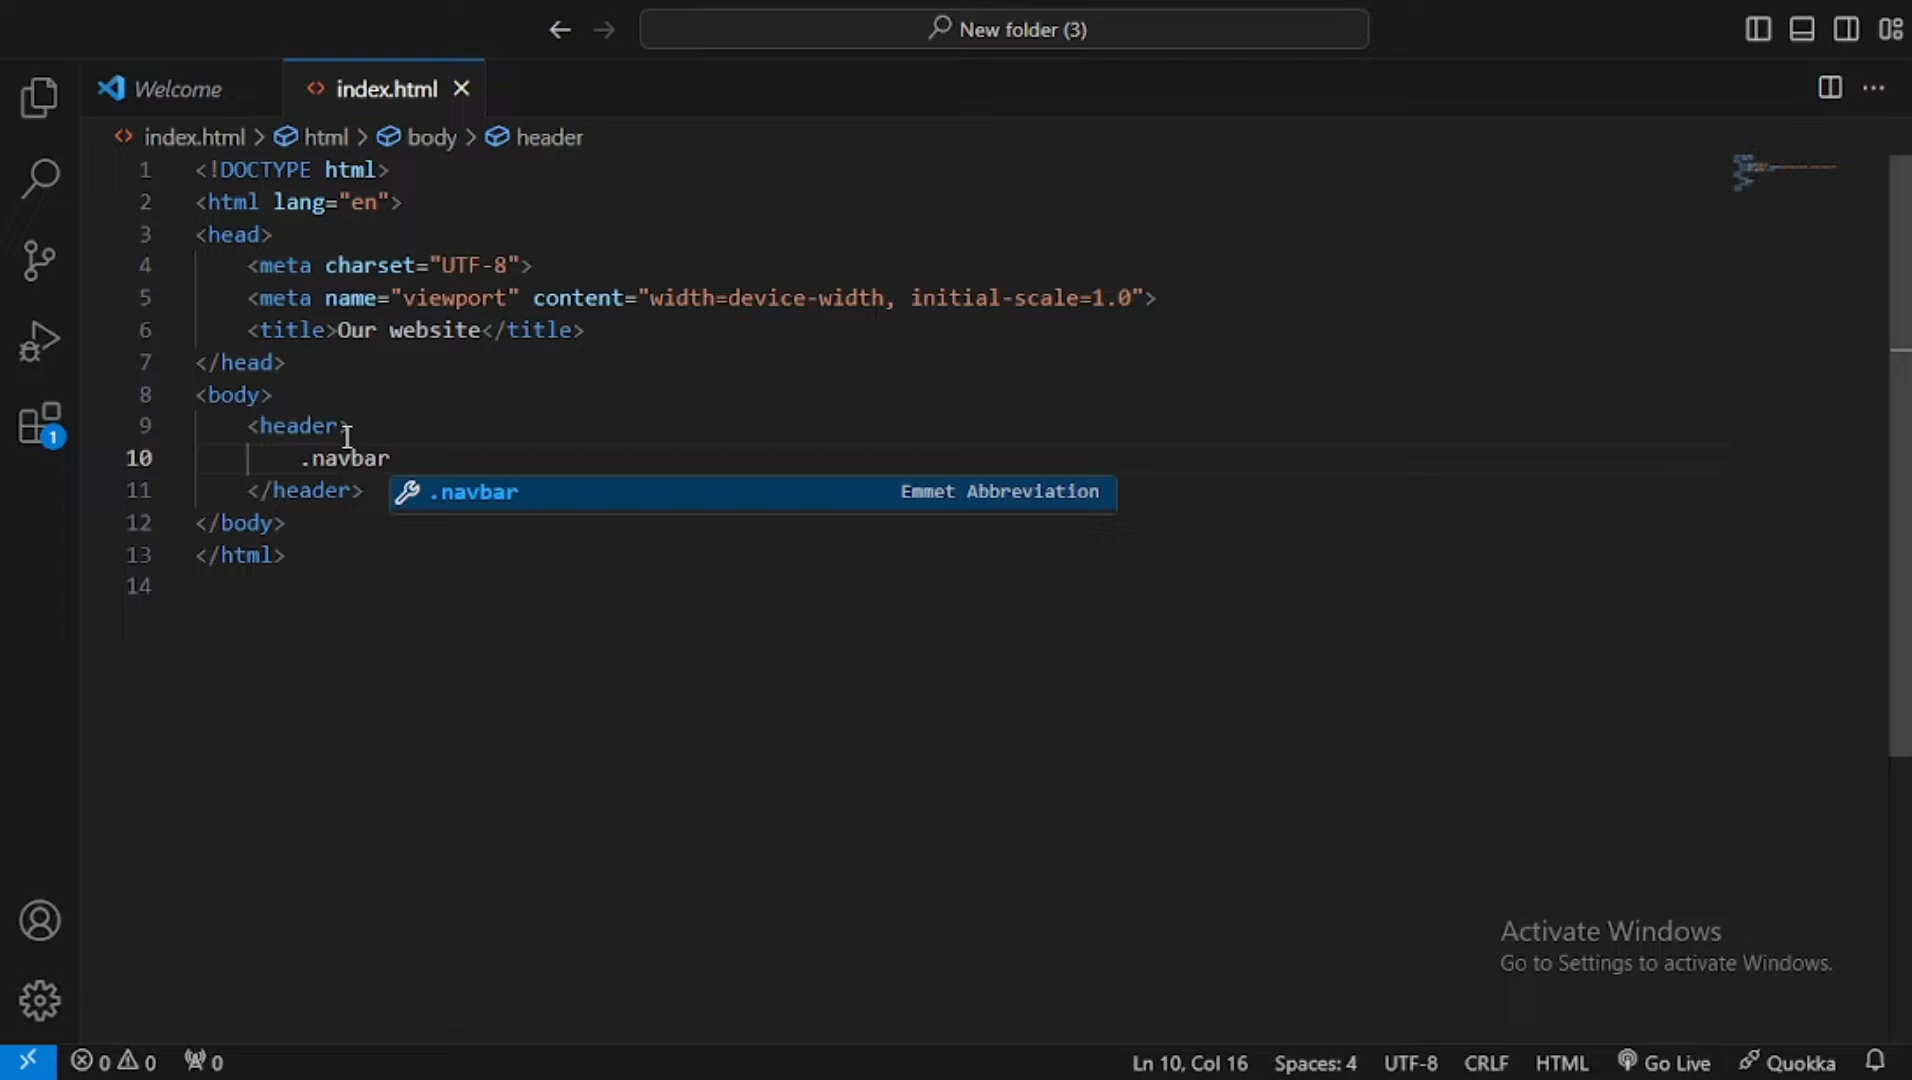 New folder (3)
Welcome
index.html
index.html > html > body > header
1 <!DOCTYPE html>
2 <html lang="en">
3 <head>
4 <meta charset="UTF-8">
5 <meta name="viewport" content="width=device-width, initial-scale=1.0">
6 <title>Our website</title>
7 </head>
8 <body>
9 <header>
10 .navbar
11 </header>
.navbar Emmet Abbreviation
12 </body>
13 </html>
14
1
Activate Windows
Go to Settings to activate Windows.
0 0 0 Ln 10, Col 16 Spaces: 4 UTF-8 CRLF HTML Go Live Quokka